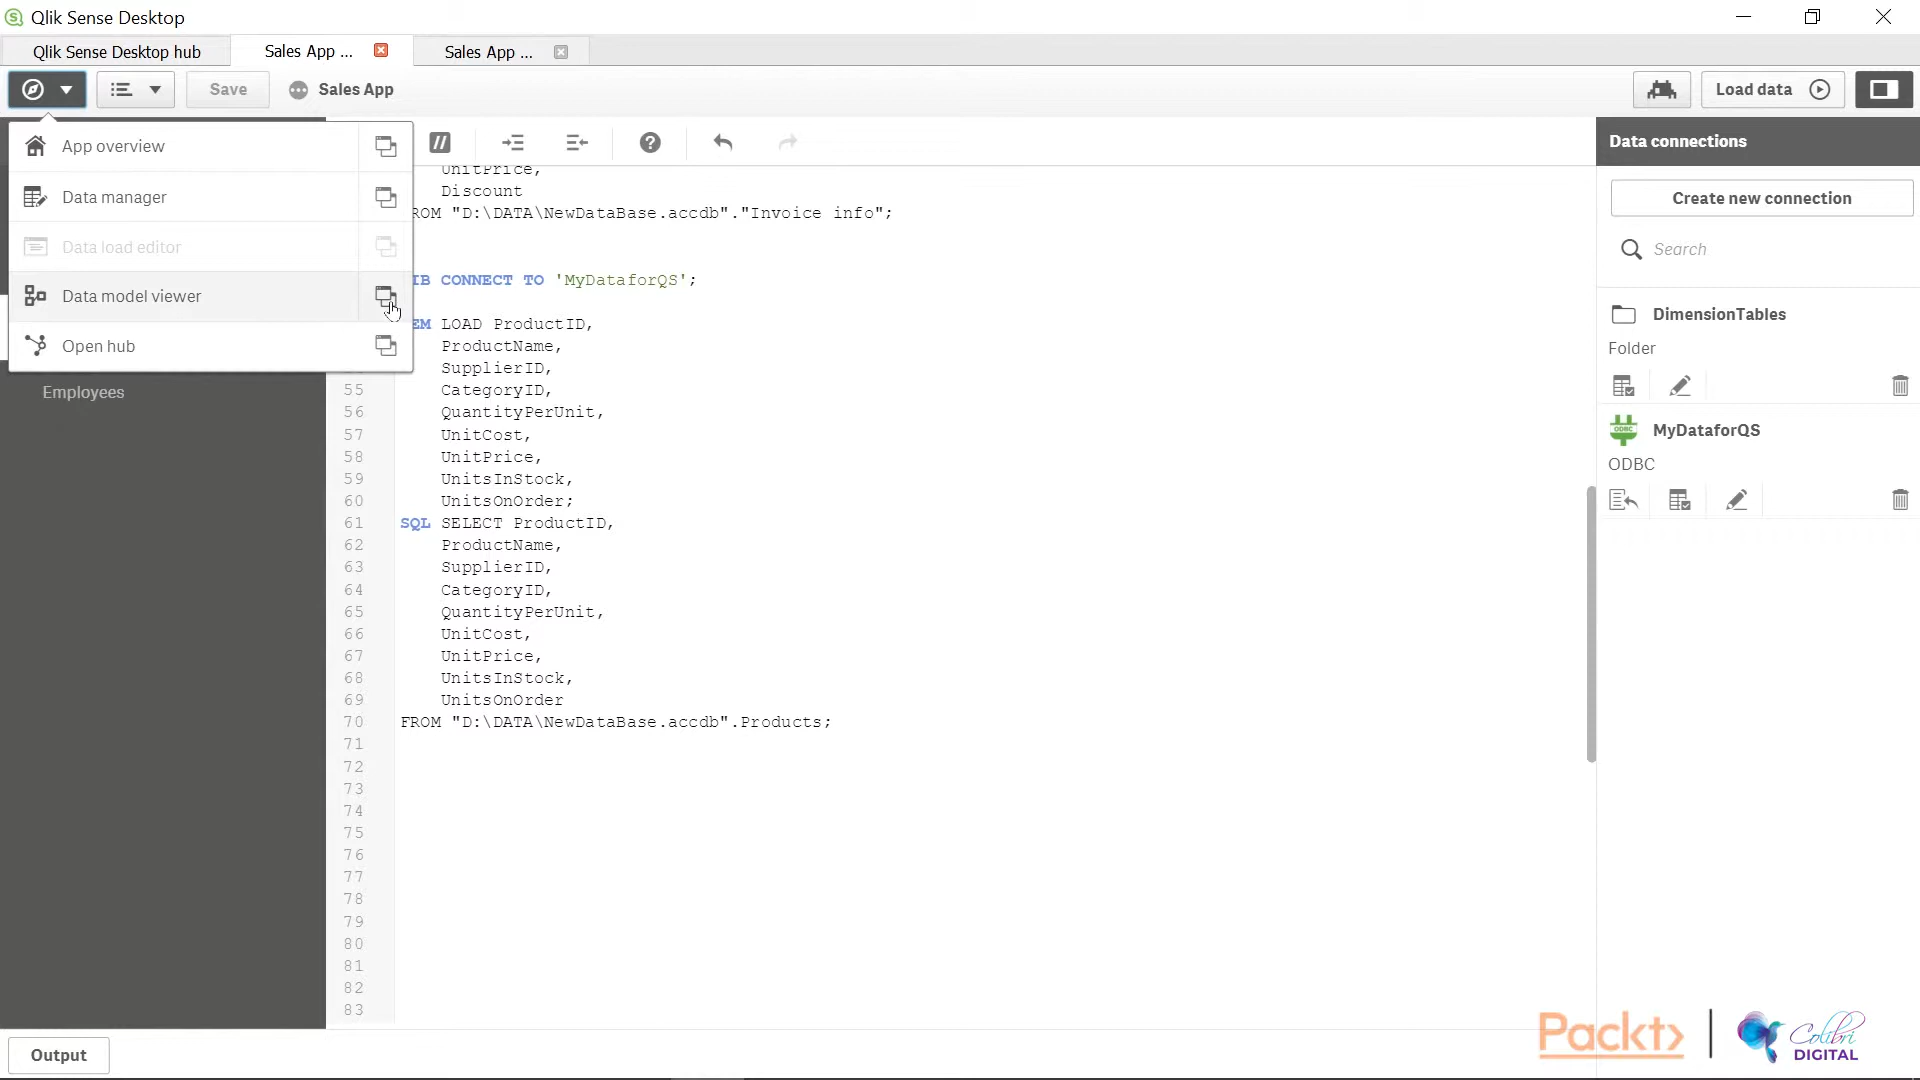 Qlik Sense Desktop
Qlik Sense Desktop hub
Sales App ...
Sales App ...
Save
Sales App
Load data
App overview
Data manager
Data load editor
Data model viewer
Open hub
Employees
//
?
UnitPrice,
Discount
ROM "D:\DATA\NewDataBase.accdb"."Invoice info";
IB CONNECT TO 'MyDataforQS';
EM LOAD ProductID,
ProductName,
SupplierID,
55 CategoryID,
56 QuantityPerUnit,
57 UnitCost,
58 UnitPrice,
59 UnitsInStock,
60 UnitsOnOrder;
61 SQL SELECT ProductID,
62 ProductName,
63 SupplierID,
64 CategoryID,
65 QuantityPerUnit,
66 UnitCost,
67 UnitPrice,
68 UnitsInStock,
69 UnitsOnOrder
70 FROM "D:\DATA\NewDataBase.accdb".Products;
71
72
73
74
75
76
77
78
79
80
81
82
83
Data connections
Create new connection
Search
DimensionTables
Folder
ODBC
MyDataforQS
ODBC
Output
Packt>
Colibri
DIGITAL